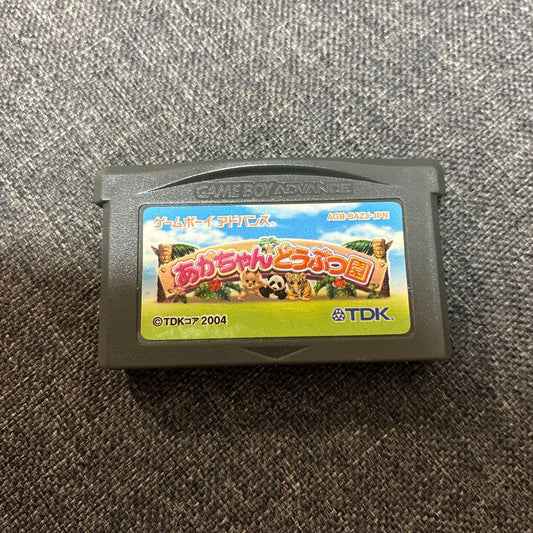 GAME BOY ADVANCE
ゲームボーイアドバンス
AGB-BAZJ-JPN
あかちゃんどうぶつ園
©TDKコア 2004
TDK